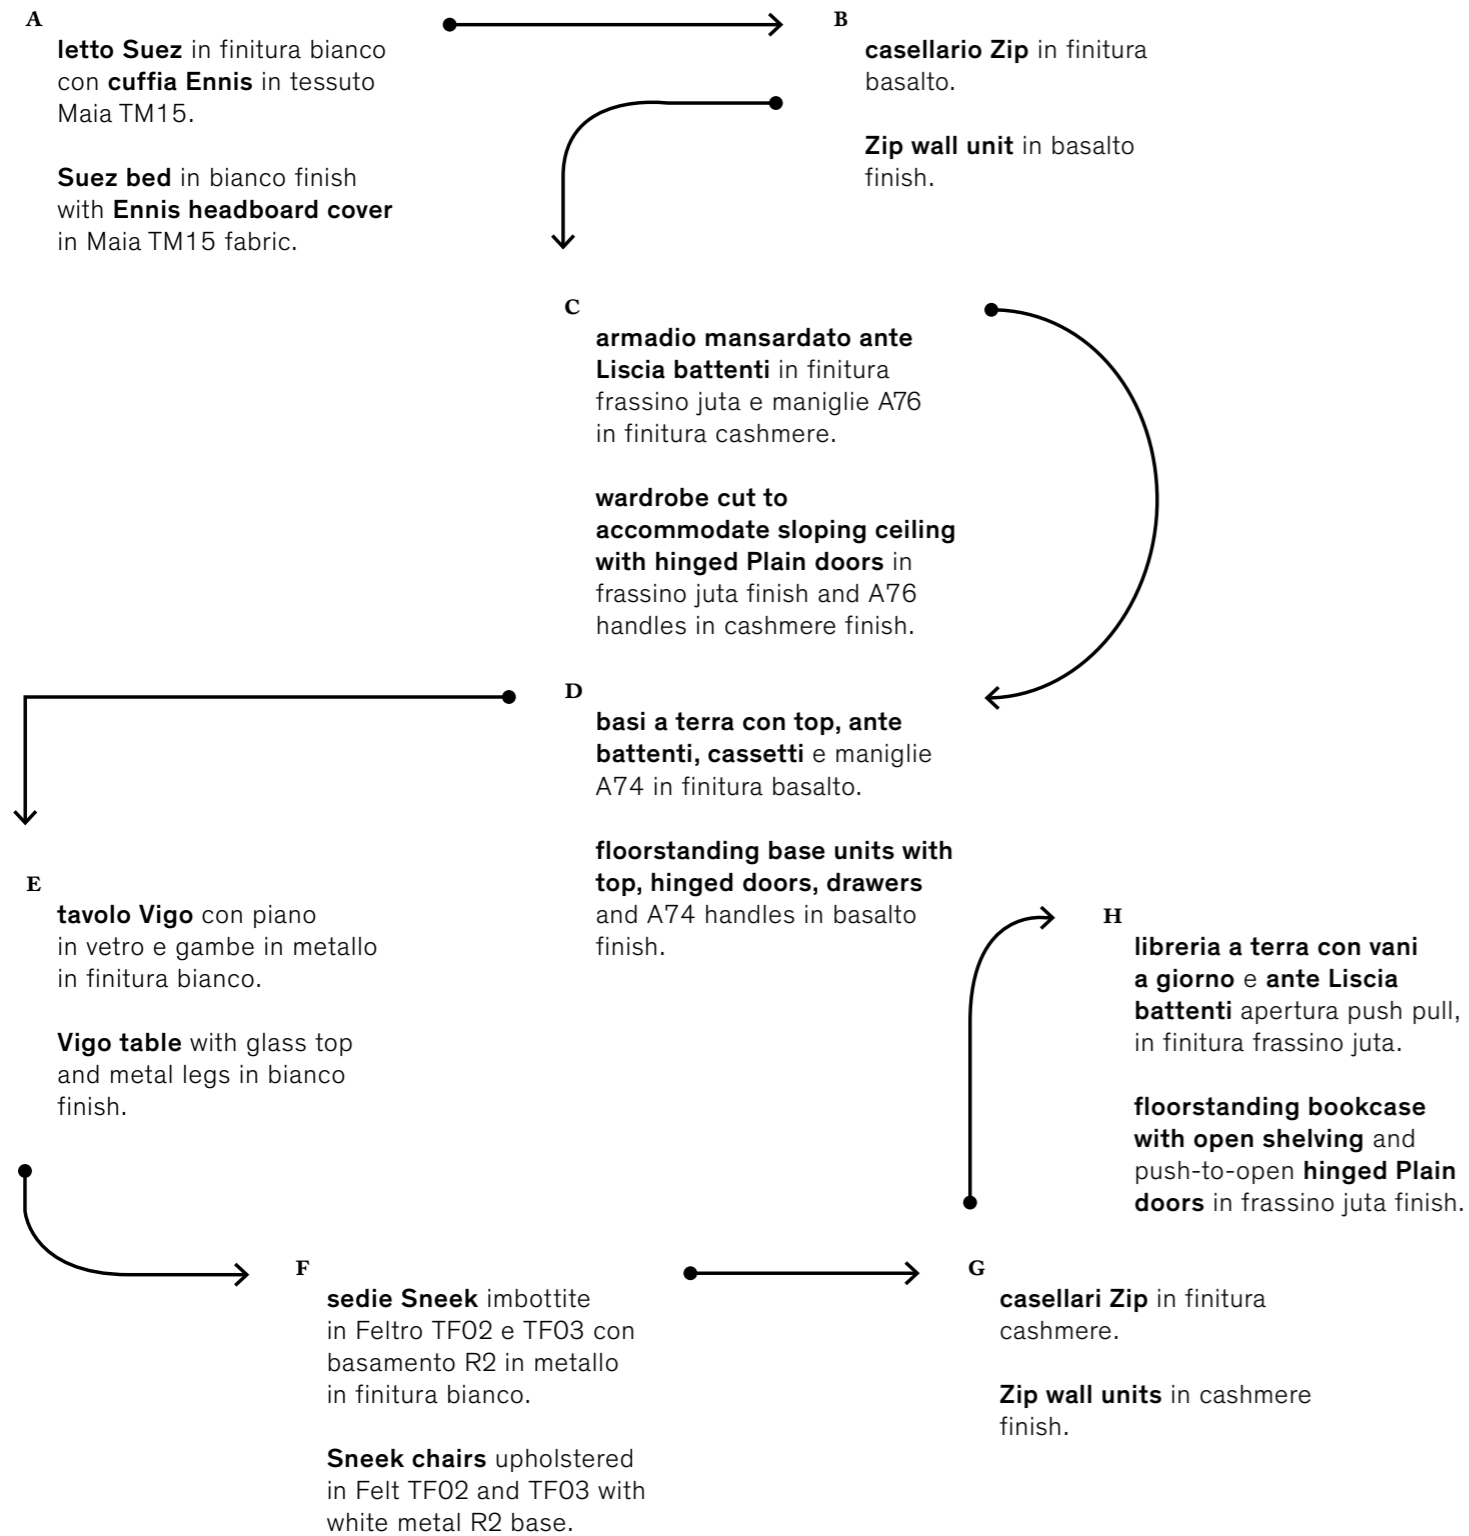 A
letto Suez in finitura bianco
con cuffia Ennis in tessuto
Maia TM15.
Suez bed in bianco finish
with Ennis headboard cover
in Maia TM15 fabric.
B
casellario Zip in finitura
basalto.
Zip wall unit in basalto
finish.
C
armadio mansardato ante
Liscia battenti in finitura
frassino juta e maniglie A76
in finitura cashmere.
wardrobe cut to
accommodate sloping ceiling
with hinged Plain doors in
frassino juta finish and A76
handles in cashmere finish.
D
basi a terra con top, ante
battenti, cassetti e maniglie
A74 in finitura basalto.
floorstanding base units with
top, hinged doors, drawers
and A74 handles in basalto
finish.
E
tavolo Vigo con piano
in vetro e gambe in metallo
in finitura bianco.
Vigo table with glass top
and metal legs in bianco
finish.
F
sedie Sneek imbottite
in Feltro TF02 e TF03 con
basamento R2 in metallo
in finitura bianco.
Sneek chairs upholstered
in Felt TF02 and TF03 with
white metal R2 base.
G
casellari Zip in finitura
cashmere.
Zip wall units in cashmere
finish.
H
libreria a terra con vani
a giorno e ante Liscia
battenti apertura push pull,
in finitura frassino juta.
floorstanding bookcase
with open shelving and
push-to-open hinged Plain
doors in frassino juta finish.